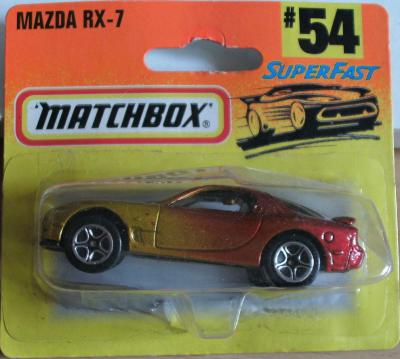 MAZDA RX-7
#54
SUPERFAST
"MATCHBOX"®